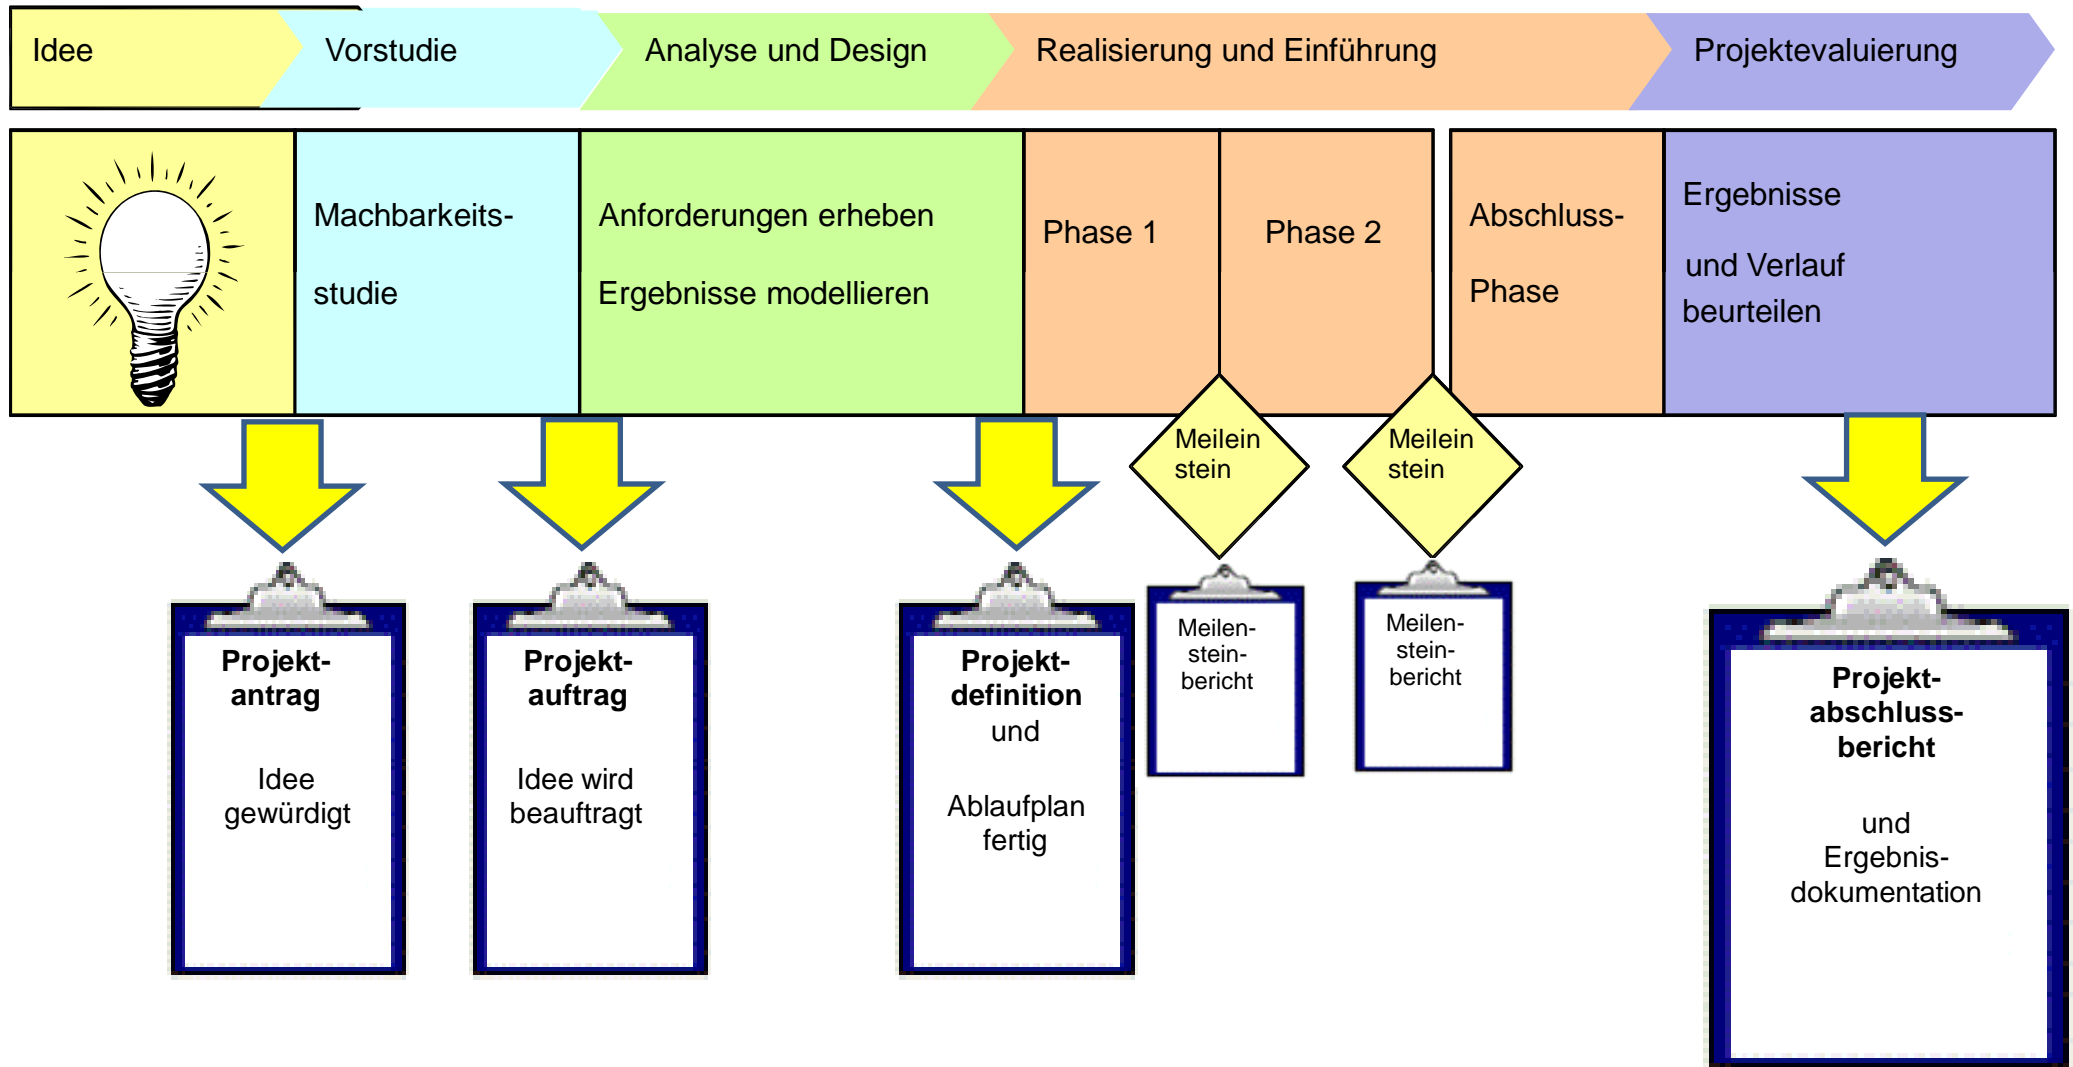 Idee
Vorstudie
Analyse und Design
Realisierung und Einführung
Projektevaluierung
Machbarkeits-
studie
Anforderungen erheben
Ergebnisse modellieren
Phase 1
Phase 2
Abschluss-
Phase
Ergebnisse
und Verlauf
beurteilen
Meilein
stein
Meilein
stein
Projekt-
antrag
Idee
gewürdigt
Projekt-
auftrag
Idee wird
beauftragt
Projekt-
definition
und
Ablaufplan
fertig
Meilen-
stein-
bericht
Meilen-
stein-
bericht
Projekt-
abschluss-
bericht
und
Ergebnis-
dokumentation